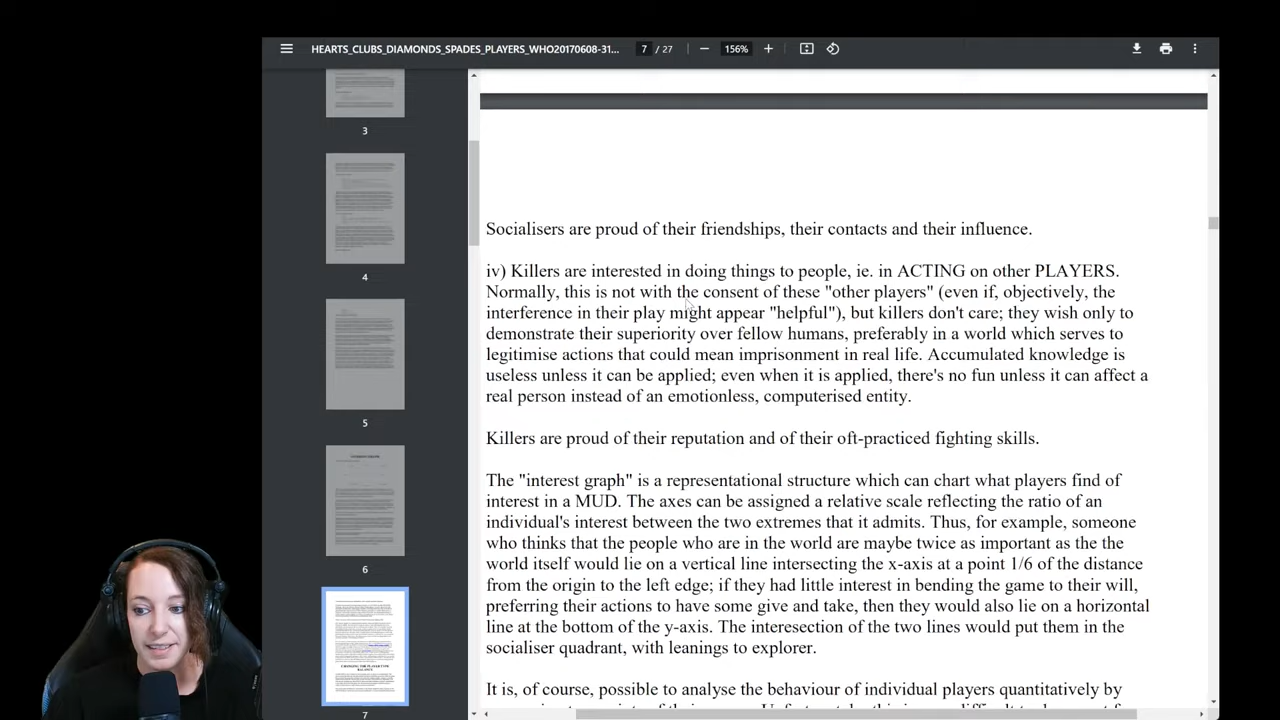 HEARTS_CLUBS_DIAMONDS_SPADES_PLAYERS_WHO20170608-31... 7 / 27 156%
3
4
5
6
7
Socialisers are proud of their friendships, their contacts and their influence.
iv) Killers are interested in doing things to people, ie. in ACTING on other PLAYERS.
Normally, this is not with the consent of these "other players" (even if, objectively, the
interference in their play might appear "helpful"), but killers don't care; they wish only to
demonstrate their superiority over fellow humans, preferably in a world which serves to
legitimise actions that could mean imprisonment in real life. Accumulated knowledge is
useless unless it can be applied; even when it is applied, there's no fun unless it can affect a
real person instead of an emotionless, computerised entity.
Killers are proud of their reputation and of their oft-practiced fighting skills.
The "interest graph" is a representational structure which can chart what players find of
interest in a MUD. The axes can be assigned a relative scale reflecting the ratio of an
individual's interest between the two extremes that it admits. Thus, for example, someone
who thinks that the people who are in the world are maybe twice as important as the the
world itself would lie on a vertical line intersecting the x-axis at a point 1/6 of the distance
from the origin to the left edge; if they had little interest in bending the game to their will,
preferring their actions to have some give and take, then they would also lie on a horizontal
line at the bottom of the y-axis. The interaction of the two lines would put them in the
socialiser quadrant, with leanings to explorer.
It is, of course, possible to analyse the behaviour of individual players quantitatively by